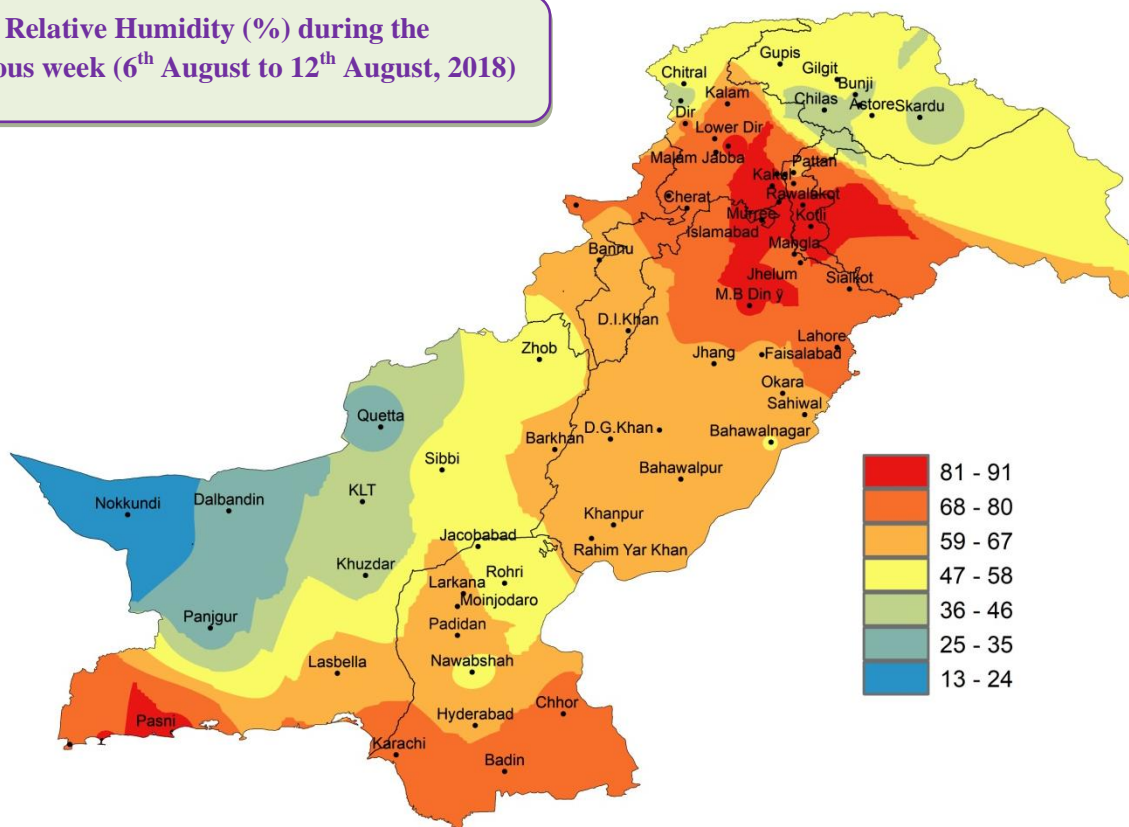 Relative Humidity (%) during the
ous week (6th August to 12th August, 2018)
Gupis
Gilgit
Chitral
Bunji
Kalam
Chilas
Astore
Skardu
Dir
Lower Dir
Malam Jabba
Pattan
Kakul
Cherat
Rawalakot
Murree
Kotli
Islamabad
Mangla
Bannu
Jhelum
Sialkot
M.B Din ÿ
D.I.Khan
Lahore
Zhob
Jhang
Faisalabad
Okara
Sahiwal
Quetta
D.G.Khan
Bahawalnagar
Barkhan
Sibbi
Bahawalpur
81 - 91
Nokkundi
Dalbandin
KLT
68 - 80
Khanpur
59 - 67
Jacobabad
Rahim Yar Khan
Khuzdar
Rohri
47 - 58
Larkana
Moinjodaro
36 - 46
Panjgur
Padidan
25 - 35
Lasbella
Nawabshah
13 - 24
Pasni
Hyderabad
Chhor
Karachi
Badin